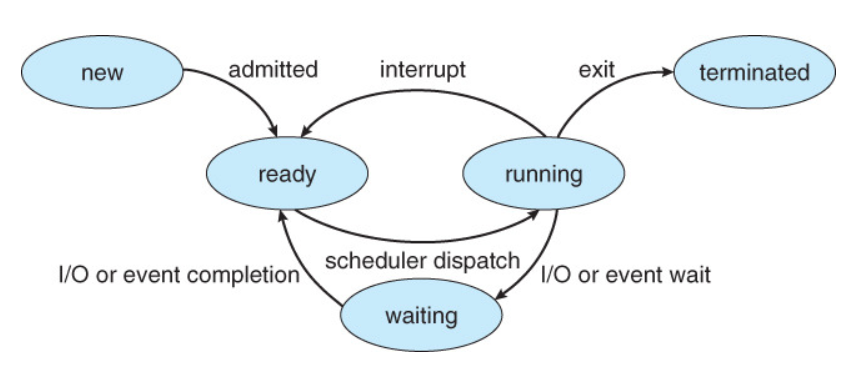 new
admitted
interrupt
exit
terminated
ready
running
I/O or event completion
scheduler dispatch
I/O or event wait
waiting